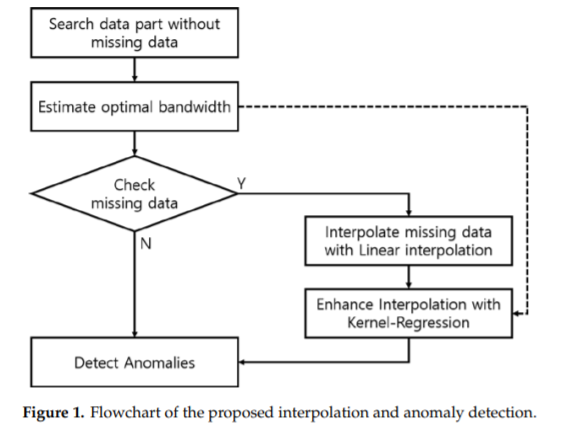 Search data part without
missing data
Estimate optimal bandwidth
Check
missing data
Y
N
Interpolate missing data
with Linear interpolation
Enhance Interpolation with
Kernel-Regression
Detect Anomalies
Figure 1. Flowchart of the proposed interpolation and anomaly detection.